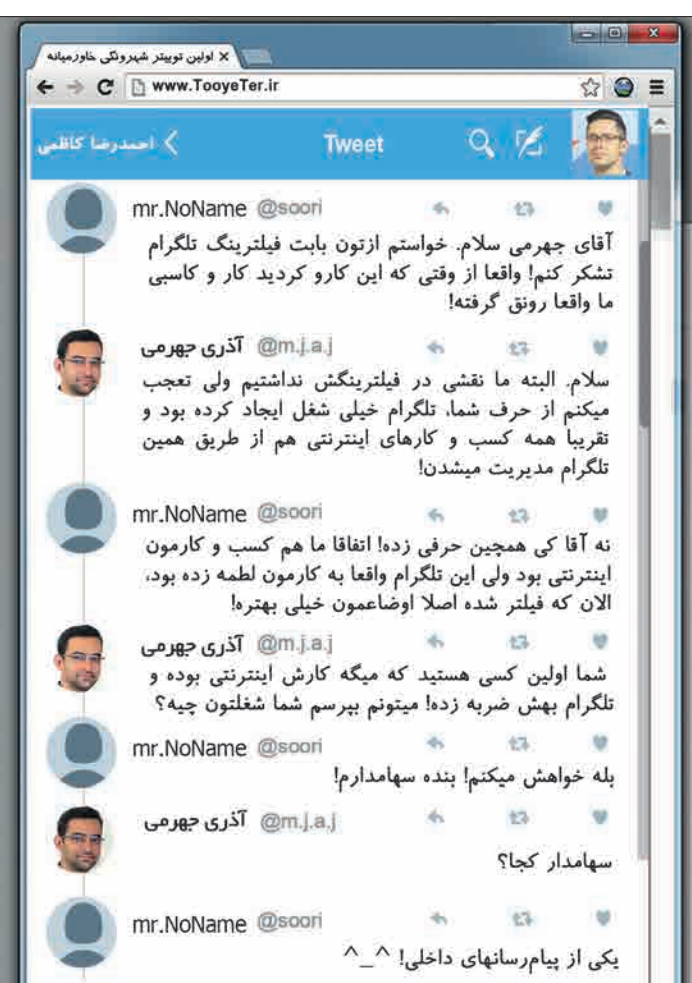 اولین توییتر شهرونگی خاورمیانه
www.TooyeTer.ir
احمدرضا کاظمی
Tweet
mr.NoName @soori
آقای جهرمی سلام. خواستم ازتون بابت فیلترینگ تلگرام
تشکر کنم! واقعا از وقتی که این کارو کردید کار و کاسبی
ما واقعا رونق گرفته!
آذری جهرمی @m.j.a.j
سلام. البته ما نقشی در فیلترینگش نداشتیم ولی تعجب
میکنم از حرف شما، تلگرام خیلی شغل ایجاد کرده بود و
تقریبا همه کسب و کارهای اینترنتی هم از طریق همین
تلگرام مدیریت میشدن!
mr.NoName @soori
نه آقا کی همچین حرفی زده! اتفاقا ما هم کسب و کارمون
اینترنتی بود ولی این تلگرام واقعا به کارمون لطمه زده بود،
الان که فیلتر شده اصلا اوضاعمون خیلی بهتره!
آذری جهرمی @m.j.a.j
شما اولین کسی هستید که میگه کارش اینترنتی بوده و
تلگرام بهش ضربه زده! میتونم بپرسم شما شغلتون چیه؟
mr.NoName @soori
بله خواهش میکنم! بنده سهامدارم!
آذری جهرمی @m.j.a.j
سهامدار کجا؟
mr.NoName @soori
یکی از پیام‌رسانهای داخلی! ^_^